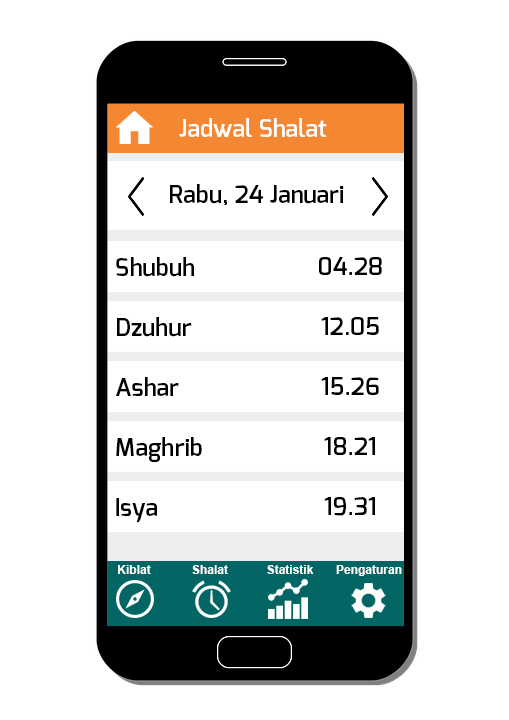 Jadwal Shalat
Rabu, 24 Januari
Shubuh 04.28
Dzuhur 12.05
Ashar 15.26
Maghrib 18.21
Isya 19.31
Kiblat Shalat Statistik Pengaturan